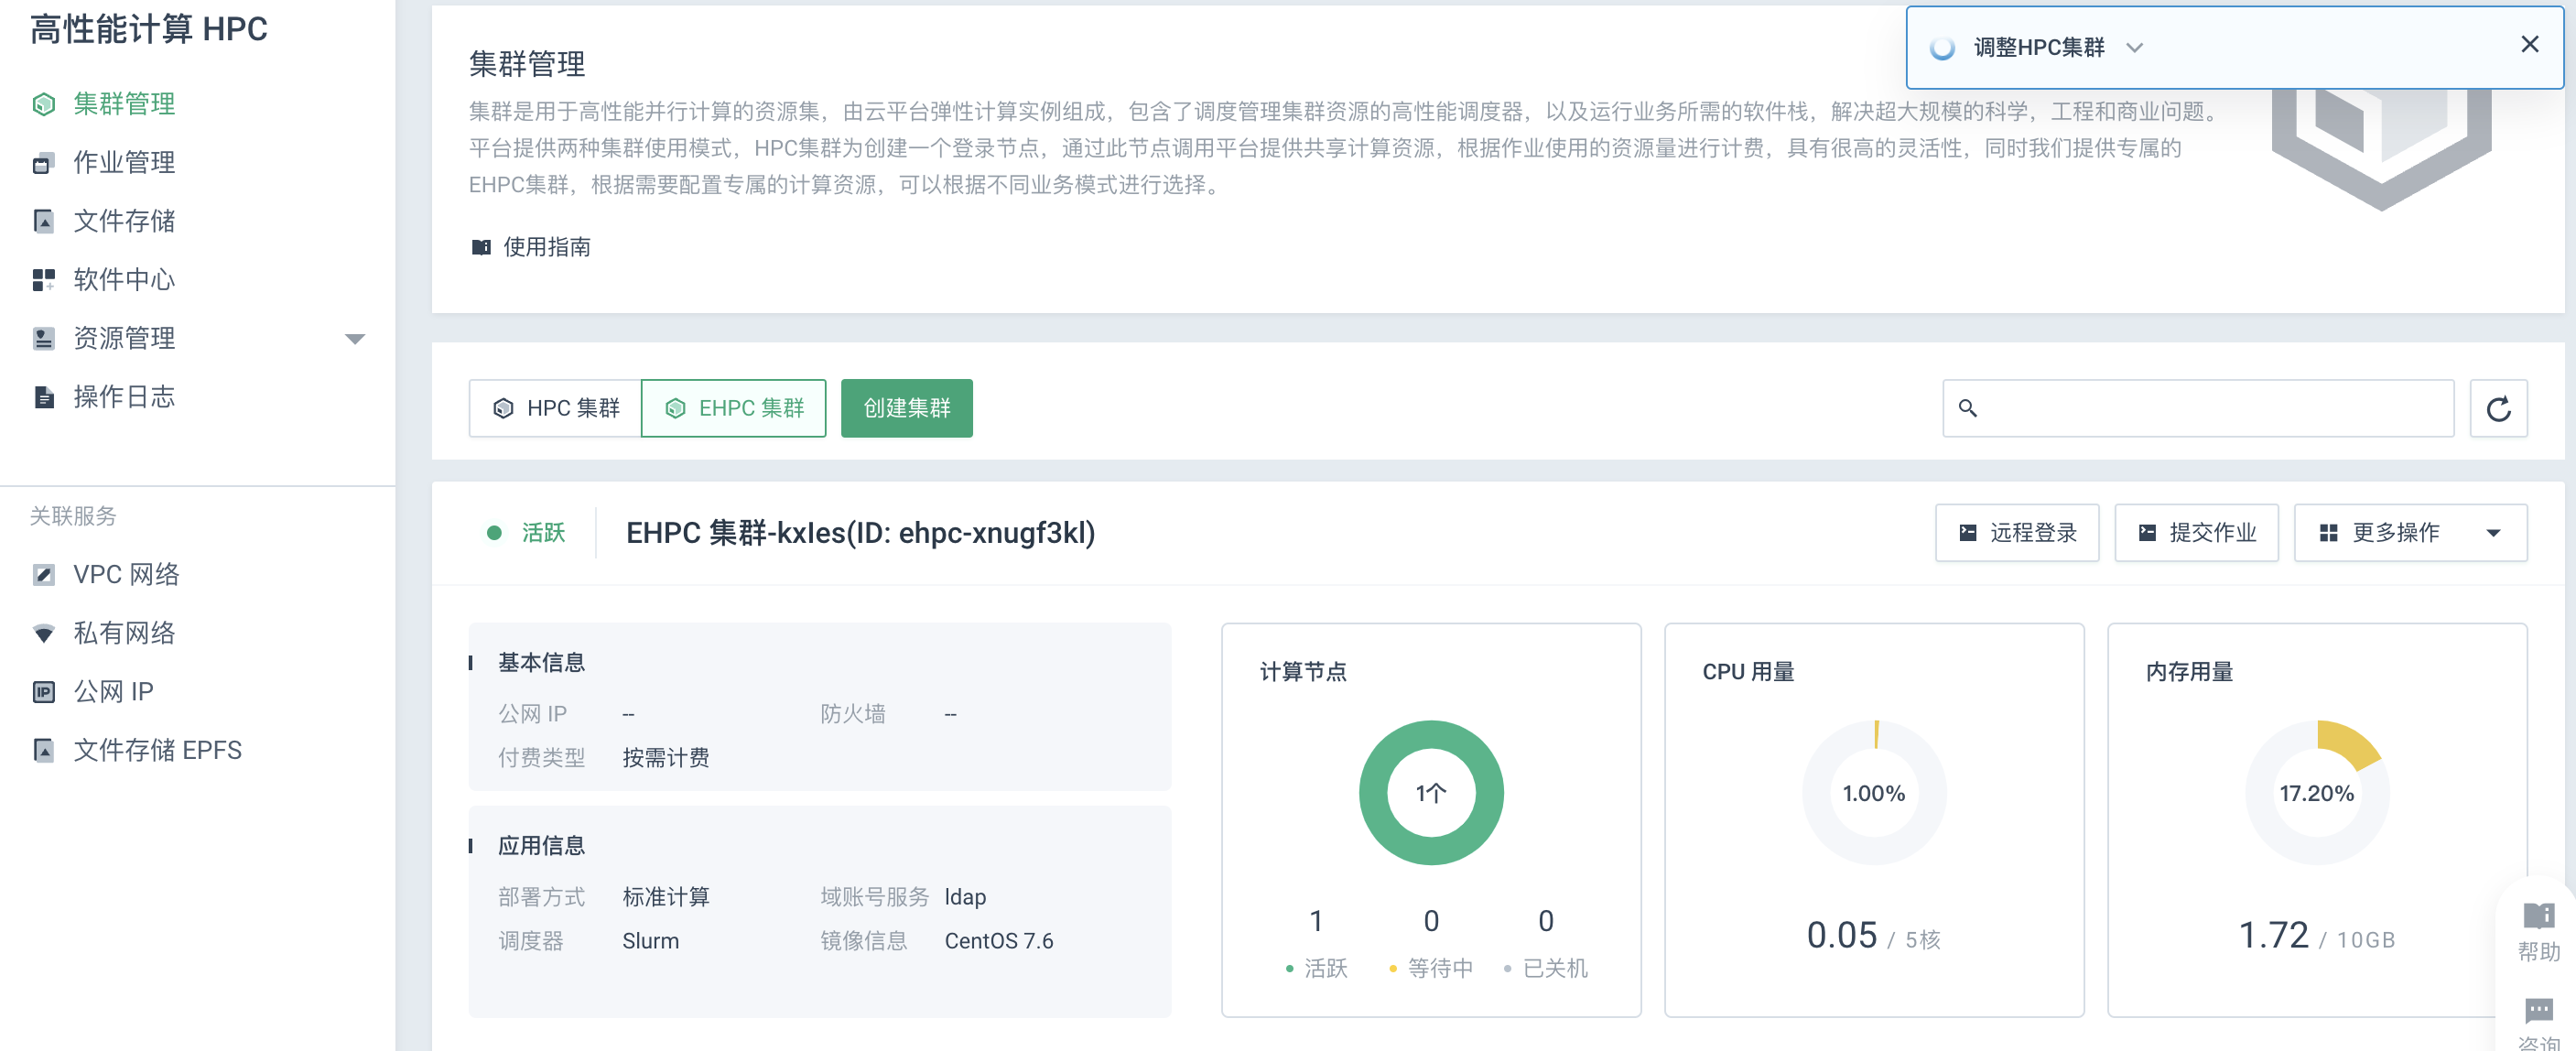 高性能计算 HPC
集群管理
作业管理
文件存储
软件中心
资源管理
操作日志
关联服务
VPC 网络
私有网络
公网 IP
文件存储 EPFS
调整HPC集群
集群管理
集群是用于高性能并行计算的资源集，由云平台弹性计算实例组成，包含了调度管理集群资源的高性能调度器，以及运行业务所需的软件栈，解决超大规模的科学，工程和商业问题。
平台提供两种集群使用模式，HPC集群为创建一个登录节点，通过此节点调用平台提供共享计算资源，根据作业使用的资源量进行计费，具有很高的灵活性，同时我们提供专属的
EHPC集群，根据需要配置专属的计算资源，可以根据不同业务模式进行选择。
使用指南
HPC 集群
EHPC 集群
创建集群
活跃
EHPC 集群-kxIes(ID: ehpc-xnugf3kl)
远程登录
提交作业
更多操作
基本信息
公网 IP -- 防火墙 --
付费类型 按需计费
应用信息
部署方式 标准计算 域账号服务 ldap
调度器 Slurm 镜像信息 CentOS 7.6
计算节点
1个
1 0 0
活跃 等待中 已关机
CPU 用量
1.00%
0.05 / 5核
内存用量
17.20%
1.72 / 10GB
帮助
咨询